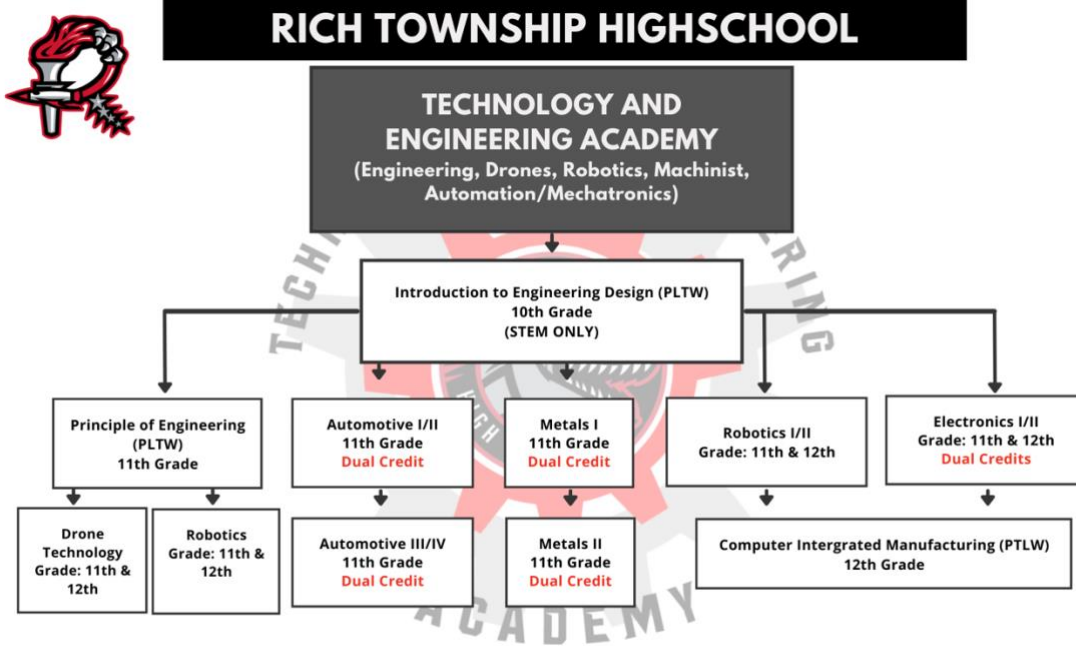 RICH TOWNSHIP HIGHSCHOOL
TECHNOLOGY AND
ENGINEERING ACADEMY
(Engineering, Drones, Robotics, Machinist,
Automation/Mechatronics)
Introduction to Engineering Design (PLTW)
10th Grade
(STEM ONLY)
Principle of Engineering
(PLTW)
11th Grade
Automotive I/II
11th Grade
Dual Credit
Metals I
11th Grade
Dual Credit
Robotics I/II
Grade: 11th & 12th
Electronics I/II
Grade: 11th & 12th
Dual Credits
Drone
Technology
Grade: 11th &
12th
Robotics
Grade: 11th &
12th
Automotive III/IV
11th Grade
Dual Credit
Metals II
11th Grade
Dual Credit
Computer Intergrated Manufacturing (PTLW)
12th Grade
HIGH
ACADEMY